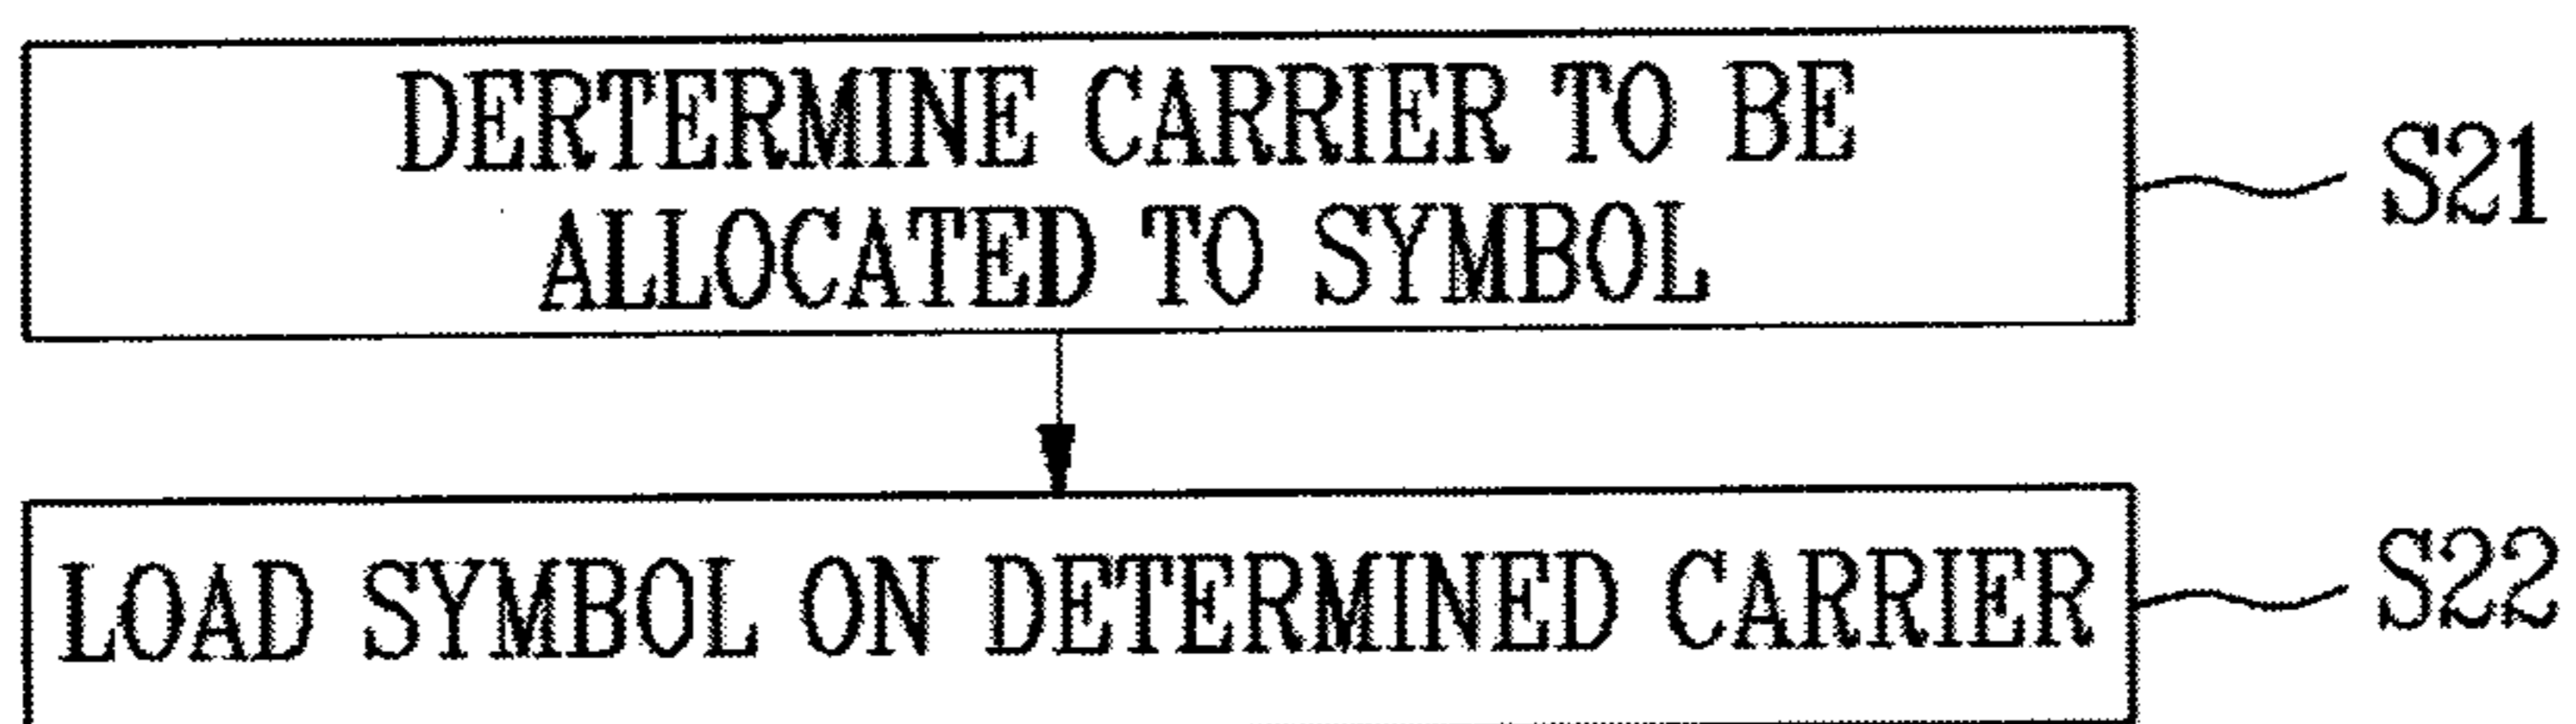 DERTERMINE CARRIER TO BE
ALLOCATED TO SYMBOL
S21
LOAD SYMBOL ON DETERMINED CARRIER
S22